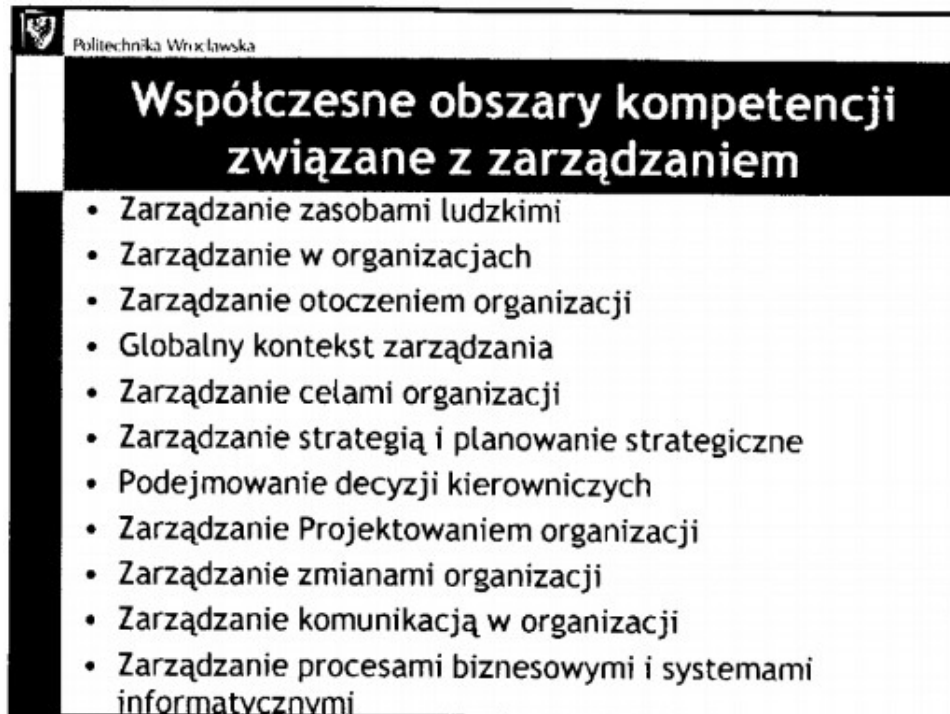 Politechnika Wrocławska
Współczesne obszary kompetencji
związane z zarządzaniem
• Zarządzanie zasobami ludzkimi
• Zarządzanie w organizacjach
• Zarządzanie otoczeniem organizacji
• Globalny kontekst zarządzania
• Zarządzanie celami organizacji
• Zarządzanie strategią i planowanie strategiczne
• Podejmowanie decyzji kierowniczych
• Zarządzanie Projektowaniem organizacji
• Zarządzanie zmianami organizacji
• Zarządzanie komunikacją w organizacji
• Zarządzanie procesami biznesowymi i systemami
informatycznymi